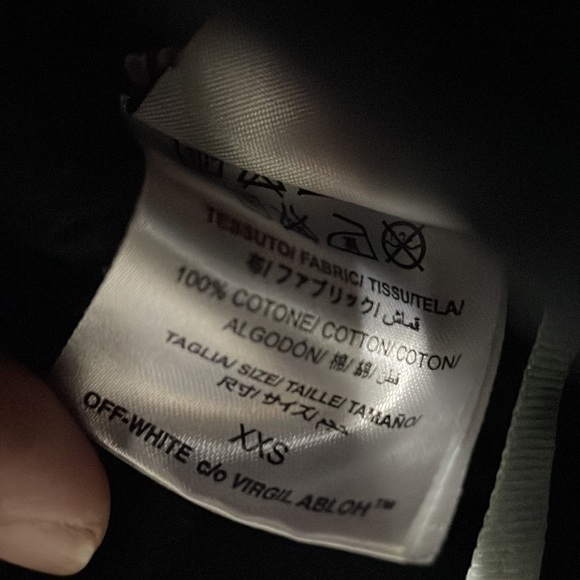 TESSUTO/ FABRIC/ TISSU/TELA/
布/ファブリック/ قماش
100% COTONE/ COTTON/COTON/
ALGODÓN/ 棉/綿/ قطن
TAGLIA/ SIZE/ TAILLE/ TAMAÑO/
尺寸/サイズ/ حجم
XXS
OFF-WHITE c/o VIRGIL ABLOH™